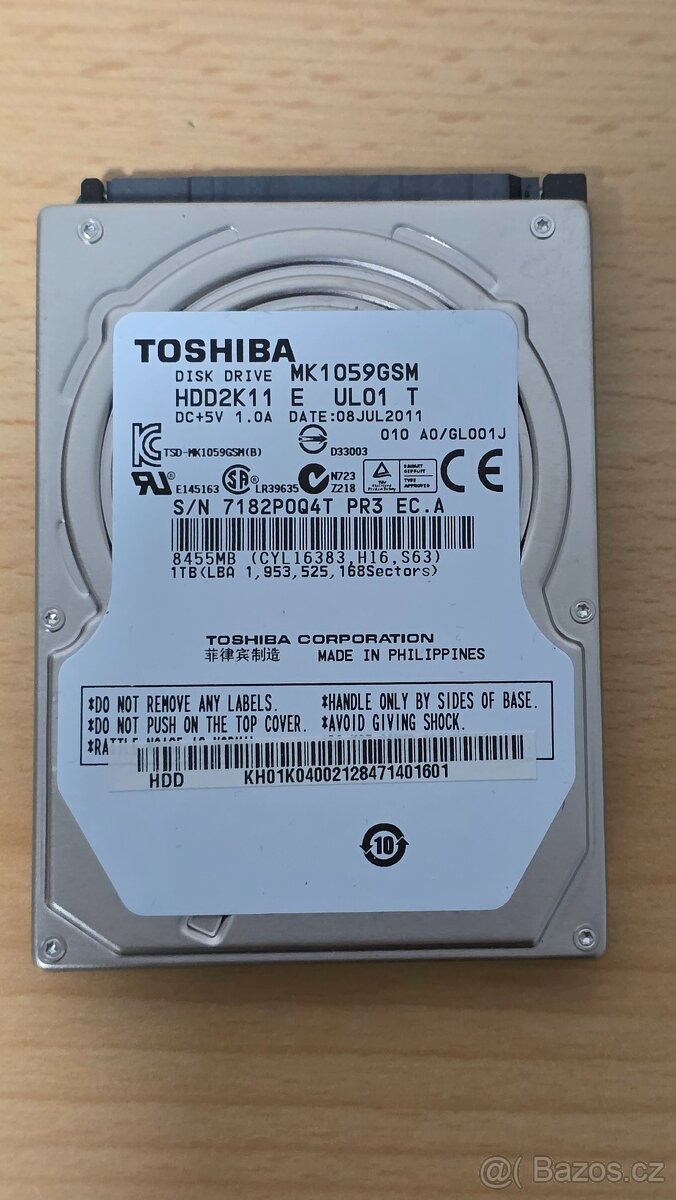 TOSHIBA
DISK DRIVE MK1059GSM
HDD2K11 E UL01 T
DC+5V 1.0A DATE:08JUL2011
010 A0/GL001J
TSD-MK1059GSM(B) D33003
E145163 LR39635 N723
Z218
S/N 7182P0Q4T PR3 EC.A
8455MB (CYL16383,H16,S63)
1TB(LBA 1,953,525,168Sectors)
TOSHIBA CORPORATION
菲律宾制造 MADE IN PHILIPPINES
*DO NOT REMOVE ANY LABELS. *HANDLE ONLY BY SIDES OF BASE.
*DO NOT PUSH ON THE TOP COVER. *AVOID GIVING SHOCK.
HDD KH01K04002128471401601
10
@( Bazos.cz